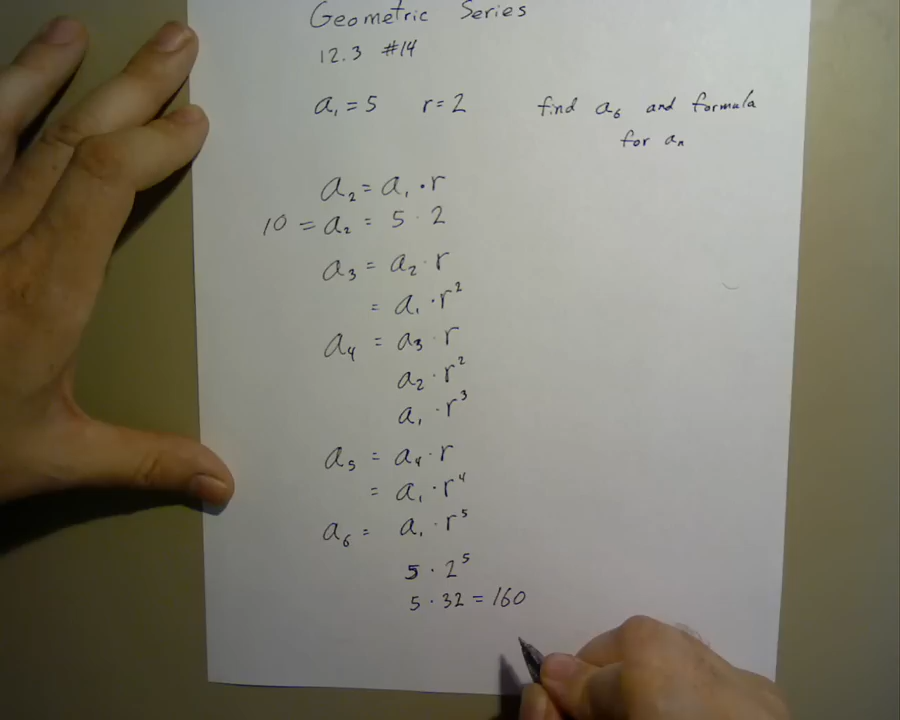 Geometric Series
12.3 #14
a₁ = 5 r = 2 find a₆ and formula
for aₙ
a₂ = a₁ · r
10 = a₂ = 5 · 2
a₃ = a₂ · r
= a₁ · r²
a₄ = a₃ · r
a₂ · r²
a₁ · r³
a₅ = a₄ · r
= a₁ · r⁴
a₆ = a₁ · r⁵
5 · 2⁵
5 · 32 = 160